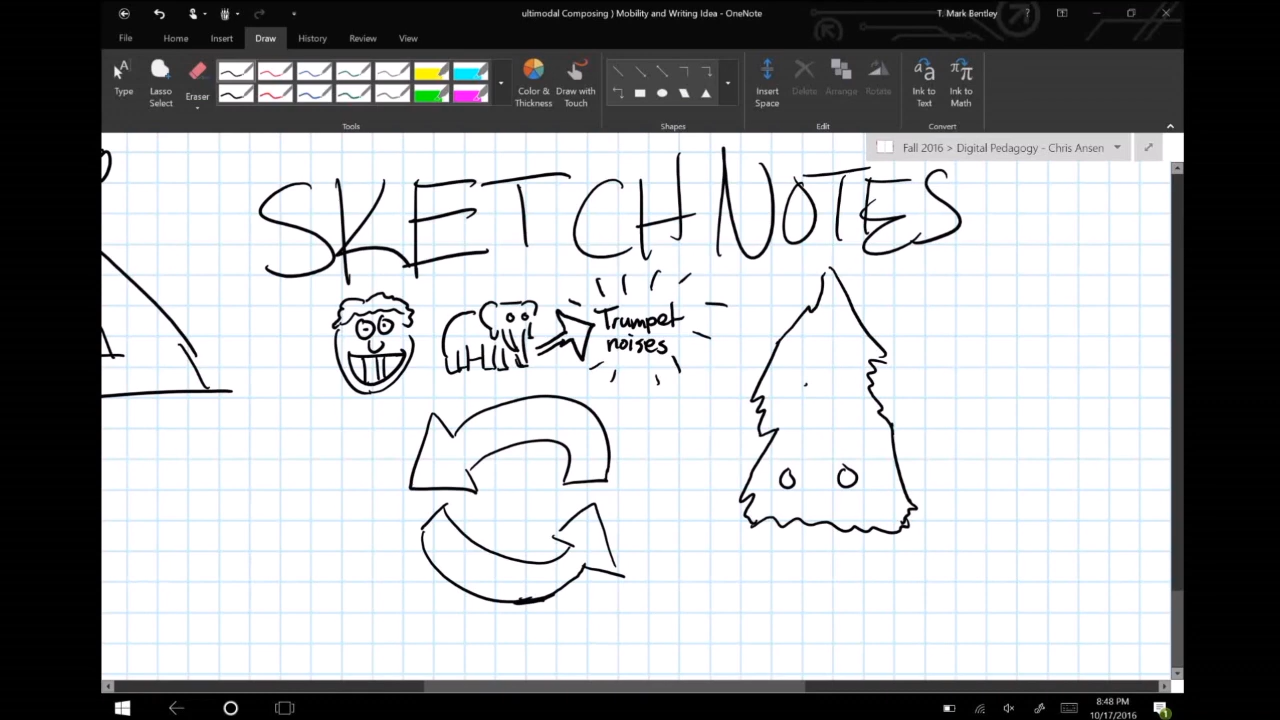 ultimodal Composing ) Mobility and Writing Idea - OneNote
T. Mark Bentley
?
File Home Insert Draw History Review View
Type
Lasso Select
Eraser
Color & Thickness
Draw with Touch
Insert Space
Delete
Arrange
Rotate
Ink to Text
Ink to Math
Tools
Shapes
Edit
Convert
Fall 2016 > Digital Pedagogy - Chris Ansen
SKETCHNOTES
Trumpet
noises
8:48 PM
10/17/2016